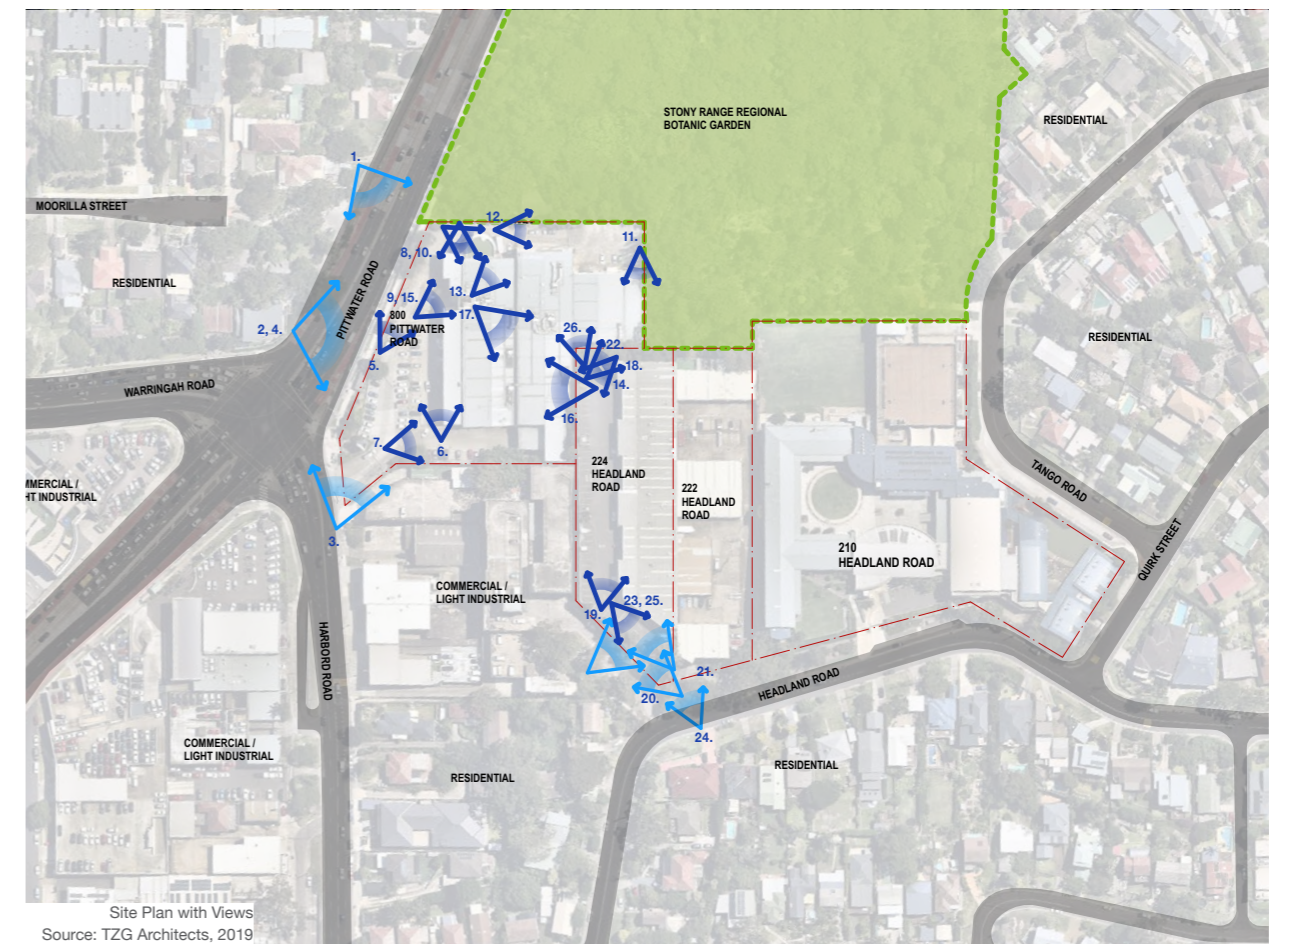 STONY RANGE REGIONAL
BOTANIC GARDEN
RESIDENTIAL
1.
MOORILLA STREET
12.
11.
8, 10.
RESIDENTIAL
PITTWATER ROAD
13.
9, 15.
17.
800
PITTWATER
ROAD
2, 4.
26.
22.
18.
14.
5.
RESIDENTIAL
WARRINGAH ROAD
16.
7.
6.
224
HEADLAND
ROAD
222
HEADLAND
ROAD
TANGO ROAD
MMERCIAL /
HT INDUSTRIAL
3.
QUIRK STREET
210
HEADLAND ROAD
COMMERCIAL /
LIGHT INDUSTRIAL
23, 25.
19.
HARBORD ROAD
21.
20.
HEADLAND ROAD
24.
COMMERCIAL /
LIGHT INDUSTRIAL
RESIDENTIAL
RESIDENTIAL
Site Plan with Views
Source: TZG Architects, 2019